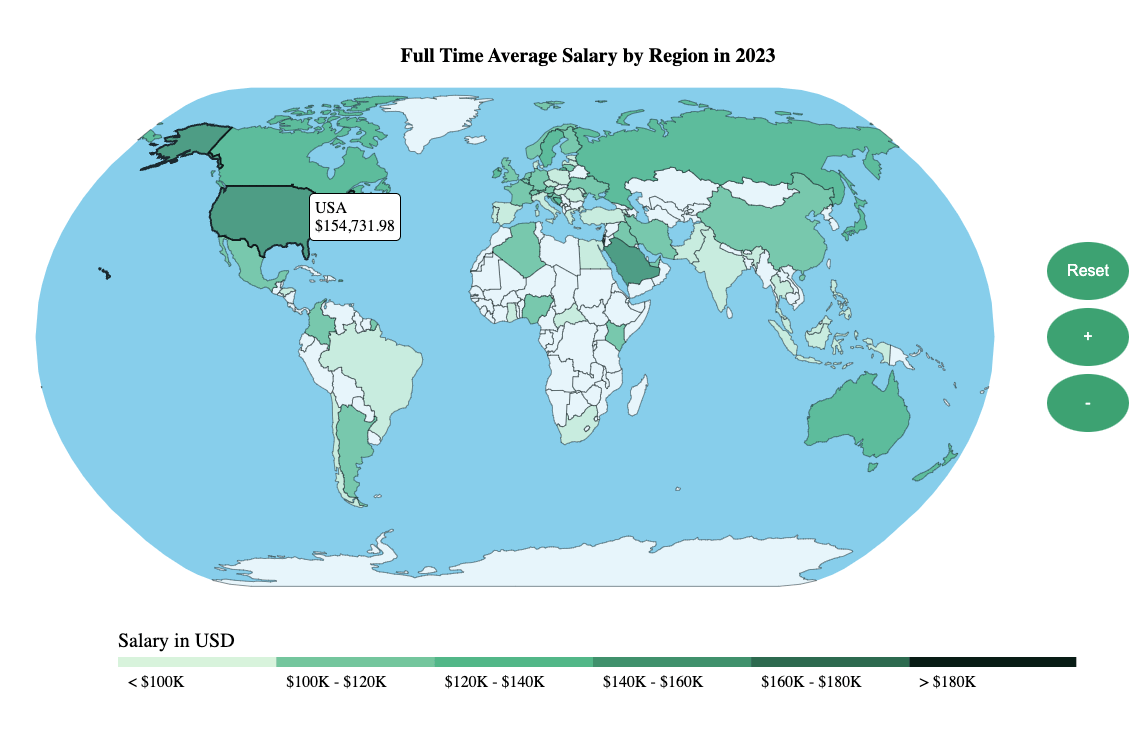 Full Time Average Salary by Region in 2023
USA
$154,731.98
Reset
+
-
Salary in USD
< $100K $100K - $120K $120K - $140K $140K - $160K $160K - $180K > $180K